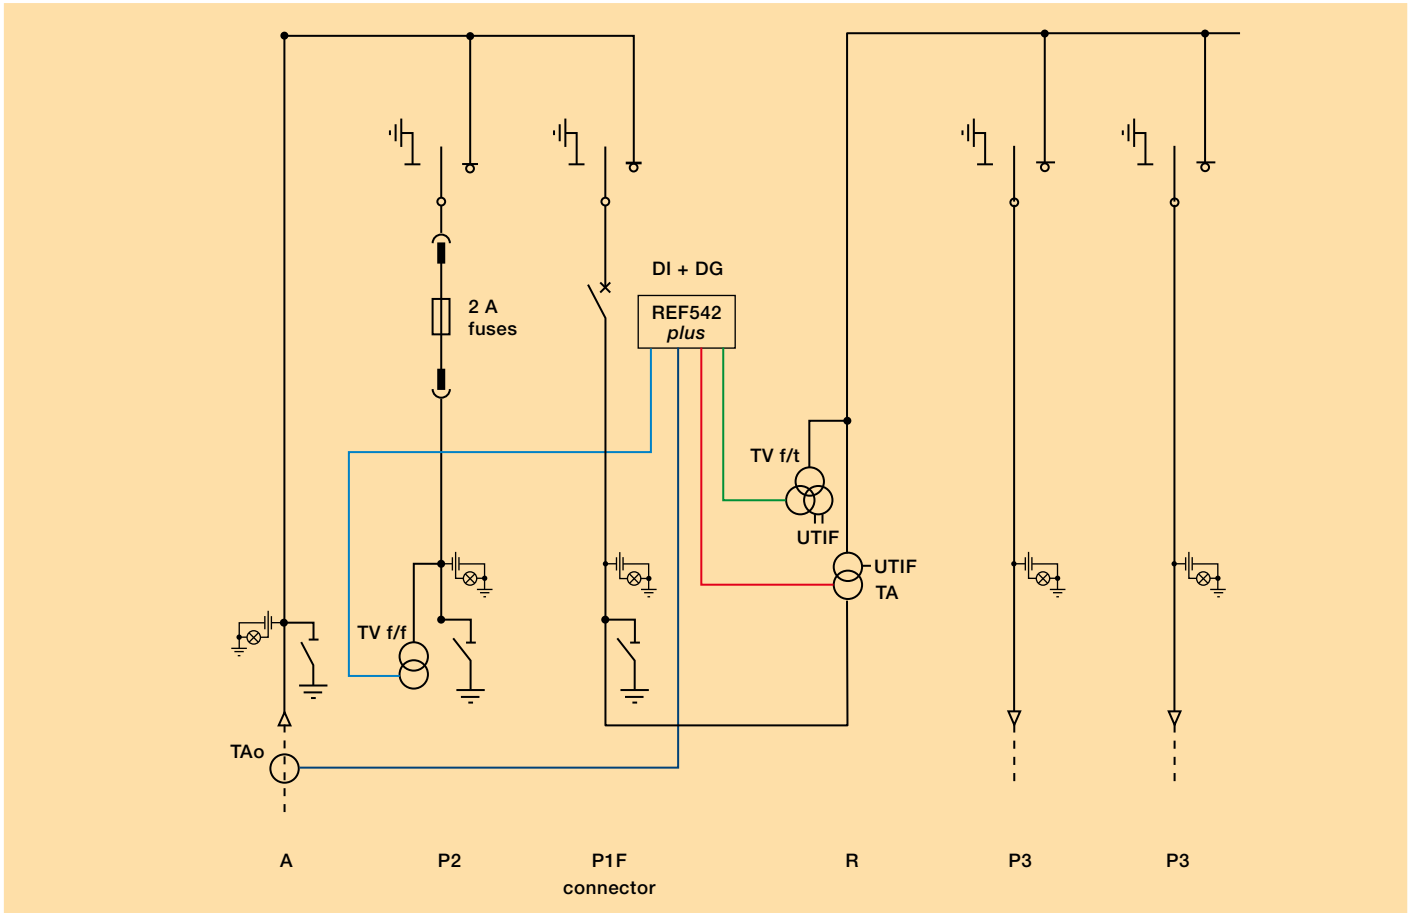 DI + DG
REF542
plus
2 A
fuses
TV f/t
UTIF
UTIF
TA
TV f/f
TAo
A
P2
P1F
connector
R
P3
P3